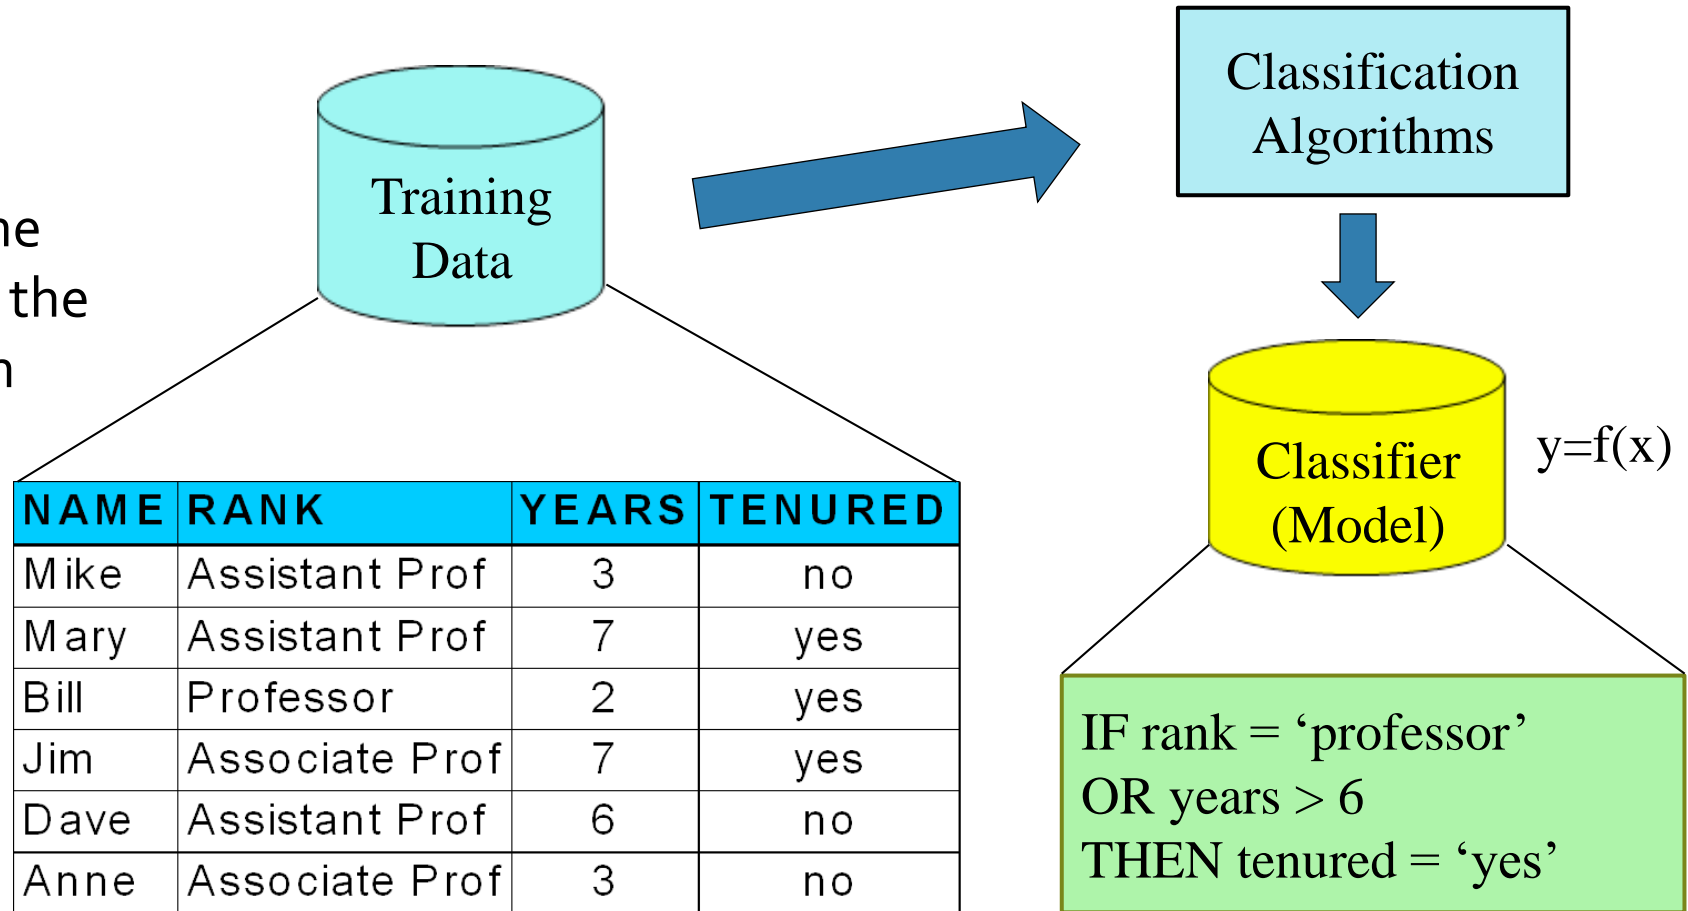 Classification
Algorithms
Training
Data
the
y=f(x)
Classifier
(Model)
NAME RANK YEARS TENURED
Mike Assistant Prof 3 no
Mary Assistant Prof 7 yes
Bill Professor 2 yes
Jim Associate Prof 7 yes
Dave Assistant Prof 6 no
Anne Associate Prof 3 no
IF rank = ‘professor’
OR years > 6
THEN tenured = ‘yes’